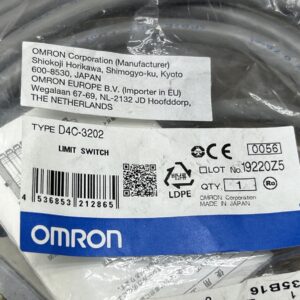 OMRON Corporation (Manufacturer)
Shiokoji Horikawa, Shimogyo-ku, Kyoto
600-8530, JAPAN
OMRON EUROPE B.V. (Importer in EU)
Wegalaan 67-69, NL-2132 JD Hoofddorp,
THE NETHERLANDS
TYPE D4C-3202
LIMIT SWITCH
CE
0056
LOT No. 19220Z5
QTY. 1
LDPE
OMRON Corporation
MADE IN JAPAN
4 536853 212865
OMRON
35B16